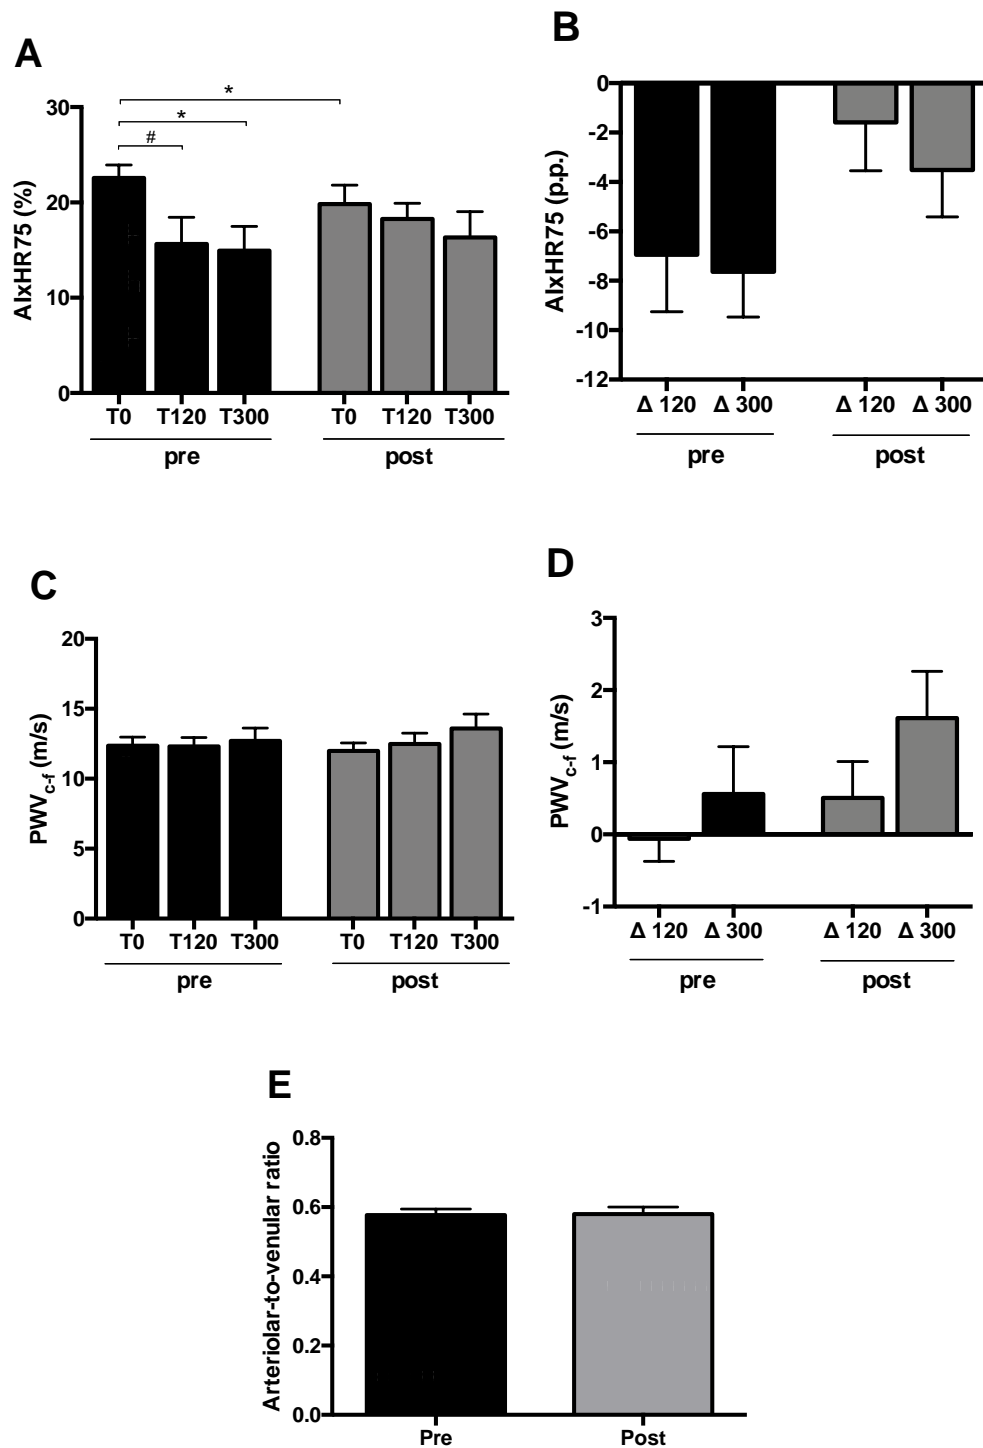 A
AIxHR75 (%)
30
20
10
0
*
*
#
T0 T120 T300 T0 T120 T300
pre post
B
AIxHR75 (p.p.)
0
-2
-4
-6
-8
-10
-12
Δ 120 Δ 300 Δ 120 Δ 300
pre post
C
PWVc-f (m/s)
20
15
10
5
0
T0 T120 T300 T0 T120 T300
pre post
D
PWVc-f (m/s)
3
2
1
0
-1
Δ 120 Δ 300 Δ 120 Δ 300
pre post
E
Arteriolar-to-venular ratio
0.8
0.6
0.4
0.2
0.0
Pre Post